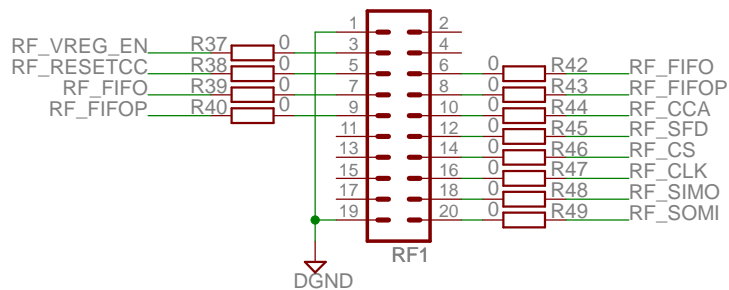 1 2
RF_VREG_EN R37 0 3 4
RF_RESETCC R38 0 5 6 0 R42 RF_FIFO
RF_FIFO R39 0 7 8 0 R43 RF_FIFOP
RF_FIFOP R40 0 9 10 0 R44 RF_CCA
11 12 0 R45 RF_SFD
13 14 0 R46 RF_CS
15 16 0 R47 RF_CLK
17 18 0 R48 RF_SIMO
19 20 0 R49 RF_SOMI
RF1
DGND